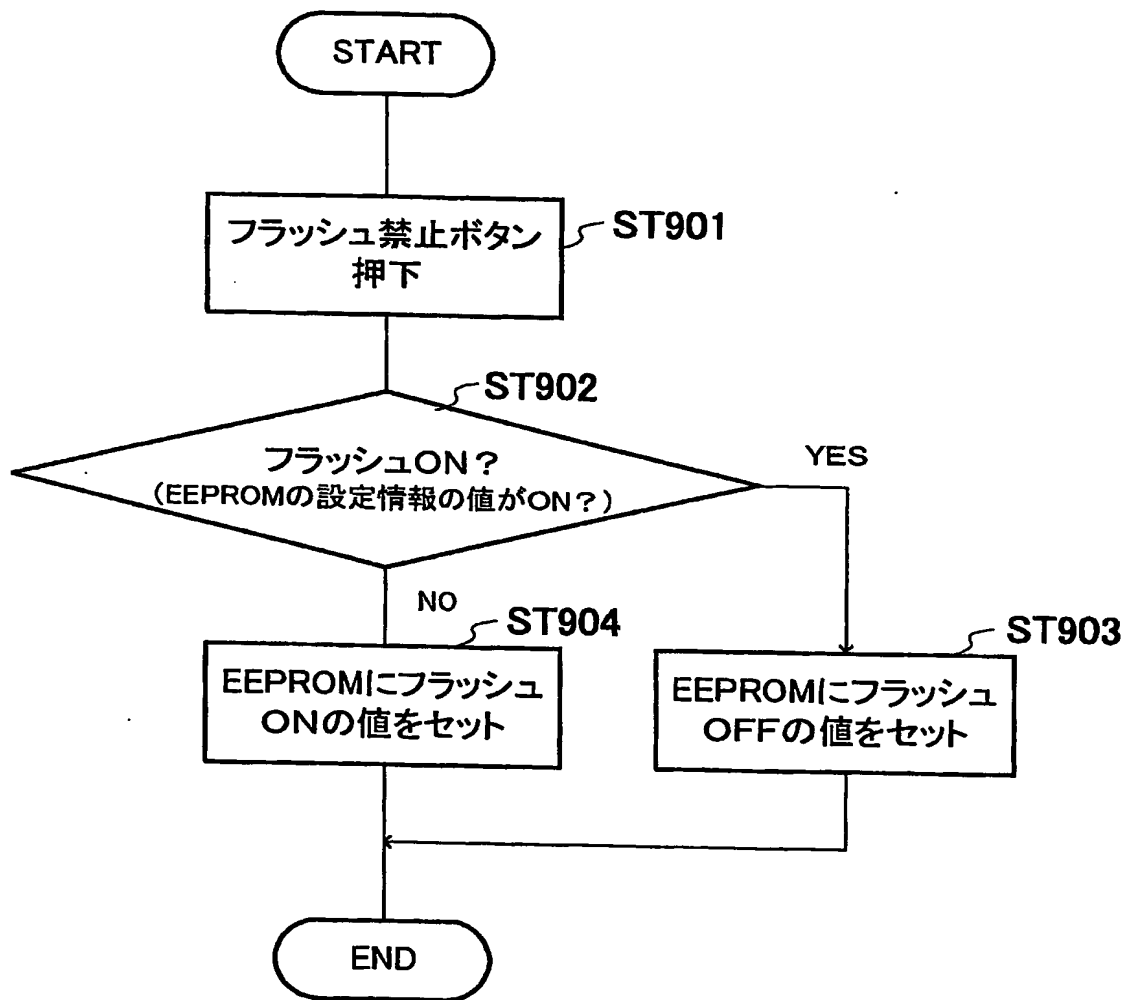 START
フラッシュ禁止ボタン
押下
ST901
ST902
フラッシュON?
(EEPROMの設定情報の値がON?)
YES
NO
ST904
EEPROMにフラッシュ
ONの値をセット
ST903
EEPROMにフラッシュ
OFFの値をセット
END